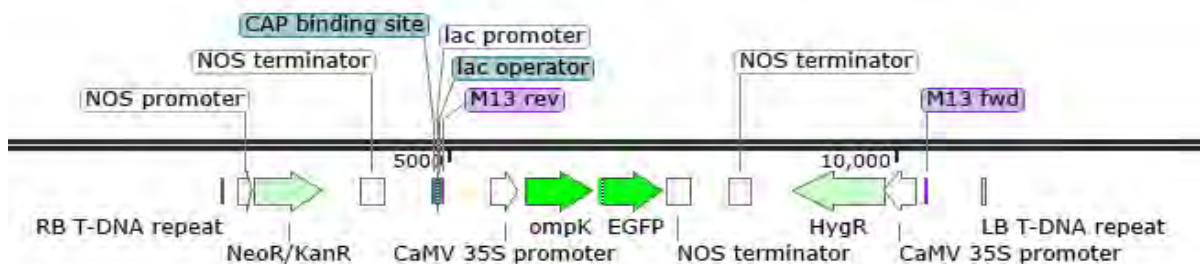 CAP binding site
lac promoter
NOS terminator
lac operator
NOS terminator
NOS promoter
M13 rev
M13 fwd
5000
10,000
RB T-DNA repeat
ompK
EGFP
HygR
LB T-DNA repeat
NeoR/KanR
CaMV 35S promoter
NOS terminator
CaMV 35S promoter